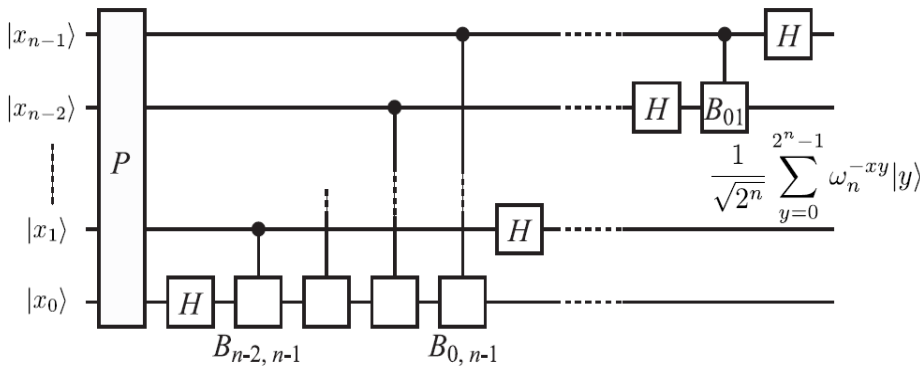 |x_{n−1}⟩ H
|x_{n−2}⟩ H B_{01}
P
\frac{1}{\sqrt{2^n}} \sum_{y=0}^{2^n−1} ω_n^{−xy}|y⟩
|x_1⟩ H
|x_0⟩ H
B_{n-2, n-1} B_{0, n-1}